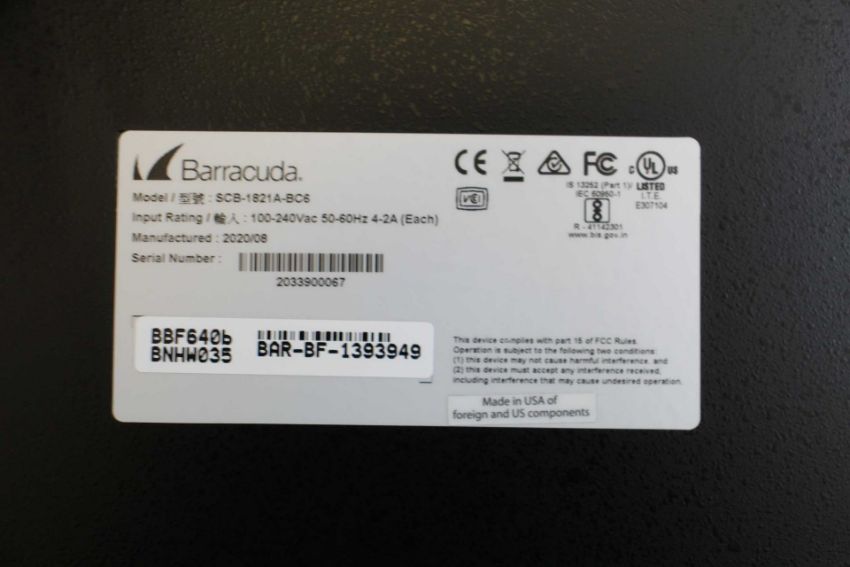 Barracuda.
Model / 型號 : SCB-1821A-BC6
Input Rating / 輸入 : 100-240Vac 50-60Hz 4-2A (Each)
Manufactured : 2020/08
Serial Number :
2033900067
BBF640b
BNHW035
BAR-BF-1393949
CE
FC
C UL US
LISTED
I.T.E.
E307104
VCI
IS 13252 (Part 1)/
IEC 60950-1
R - 41142301
www.bis.gov.in
This device complies with part 15 of FCC Rules.
Operation is subject to the following two conditions:
(1) this device may not cause harmful interference, and
(2) this device must accept any interference received,
including interference that may cause undesired operation.
Made in USA of
foreign and US components